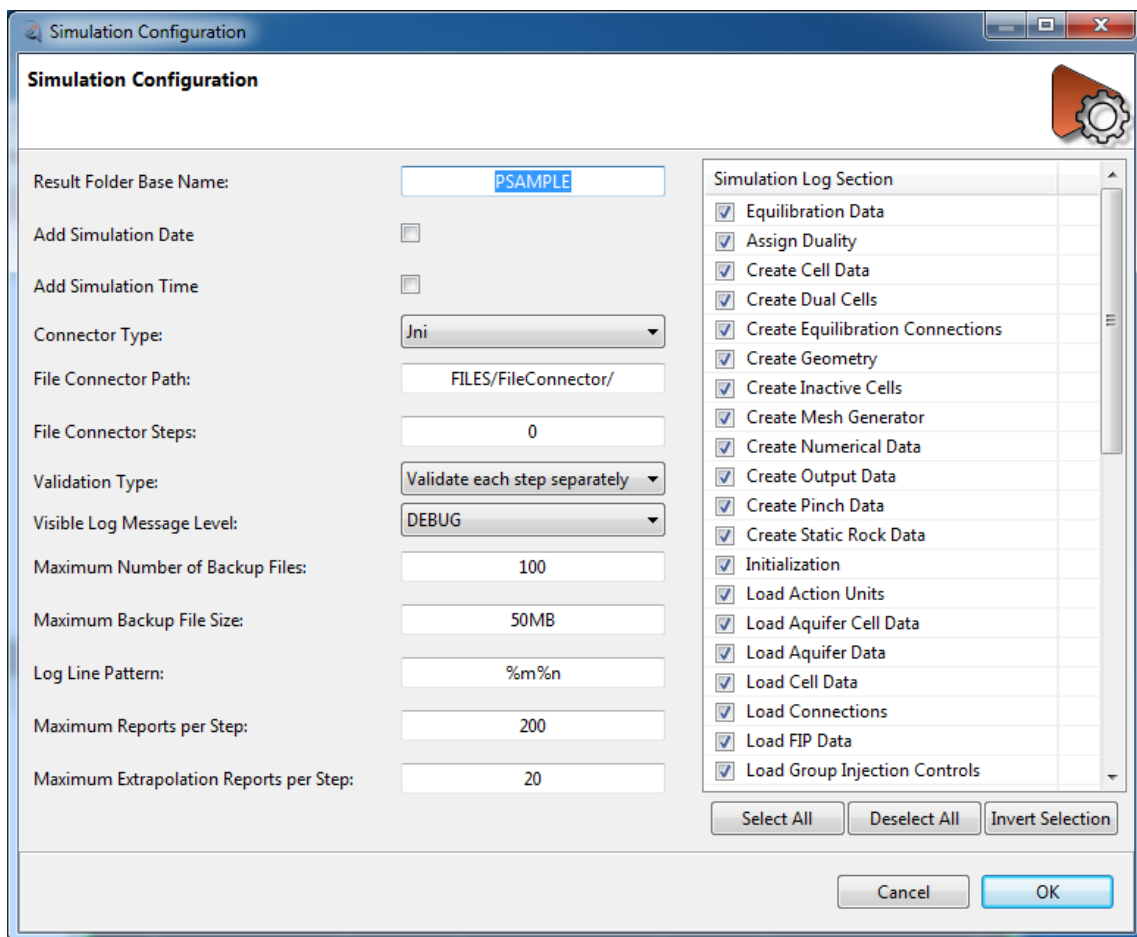 Simulation Configuration
Simulation Configuration
Result Folder Base Name: PSAMPLE
Add Simulation Date
Add Simulation Time
Connector Type: Jni
File Connector Path: FILES/FileConnector/
File Connector Steps: 0
Validation Type: Validate each step separately
Visible Log Message Level: DEBUG
Maximum Number of Backup Files: 100
Maximum Backup File Size: 50MB
Log Line Pattern: %m%n
Maximum Reports per Step: 200
Maximum Extrapolation Reports per Step: 20
Simulation Log Section
Equilibration Data
Assign Duality
Create Cell Data
Create Dual Cells
Create Equilibration Connections
Create Geometry
Create Inactive Cells
Create Mesh Generator
Create Numerical Data
Create Output Data
Create Pinch Data
Create Static Rock Data
Initialization
Load Action Units
Load Aquifer Cell Data
Load Aquifer Data
Load Cell Data
Load Connections
Load FIP Data
Load Group Injection Controls
Select All Deselect All Invert Selection
Cancel OK